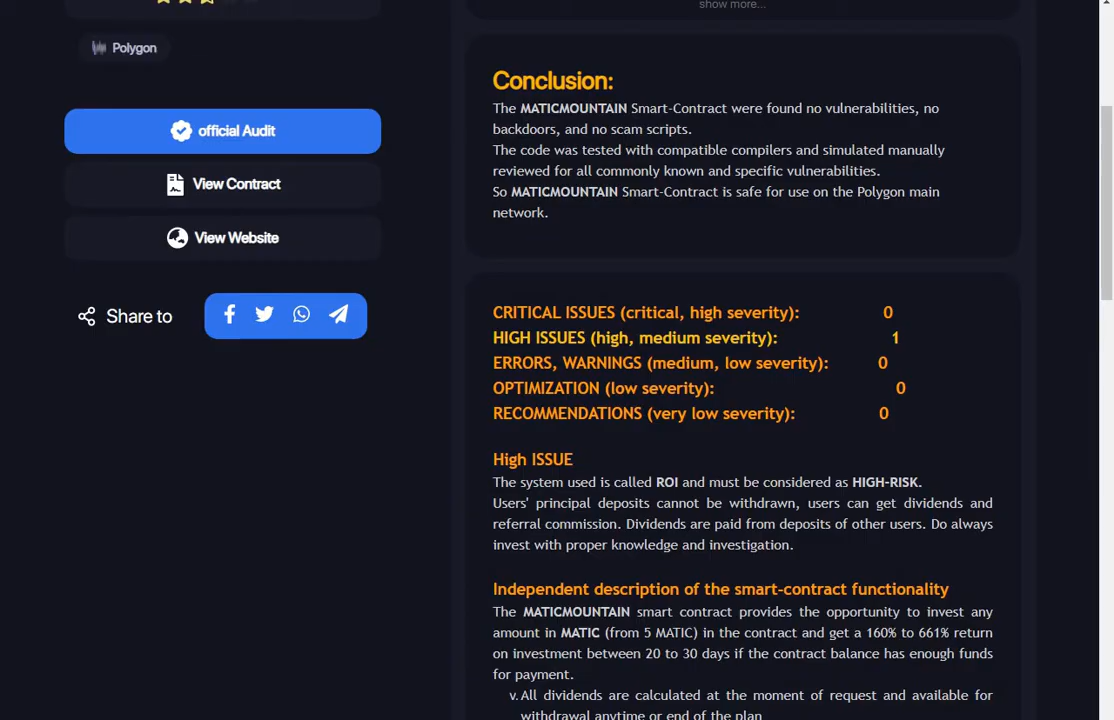 show more...
Polygon
official Audit
View Contract
View Website
Share to
Conclusion:
The MATICMOUNTAIN Smart-Contract were found no vulnerabilities, no
backdoors, and no scam scripts.
The code was tested with compatible compilers and simulated manually
reviewed for all commonly known and specific vulnerabilities.
So MATICMOUNTAIN Smart-Contract is safe for use on the Polygon main
network.
CRITICAL ISSUES (critical, high severity): 0
HIGH ISSUES (high, medium severity): 1
ERRORS, WARNINGS (medium, low severity): 0
OPTIMIZATION (low severity): 0
RECOMMENDATIONS (very low severity): 0
High ISSUE
The system used is called ROI and must be considered as HIGH-RISK.
Users' principal deposits cannot be withdrawn, users can get dividends and
referral commission. Dividends are paid from deposits of other users. Do always
invest with proper knowledge and investigation.
Independent description of the smart-contract functionality
The MATICMOUNTAIN smart contract provides the opportunity to invest any
amount in MATIC (from 5 MATIC) in the contract and get a 160% to 661% return
on investment between 20 to 30 days if the contract balance has enough funds
for payment.
v. All dividends are calculated at the moment of request and available for
withdrawal anytime or end of the plan